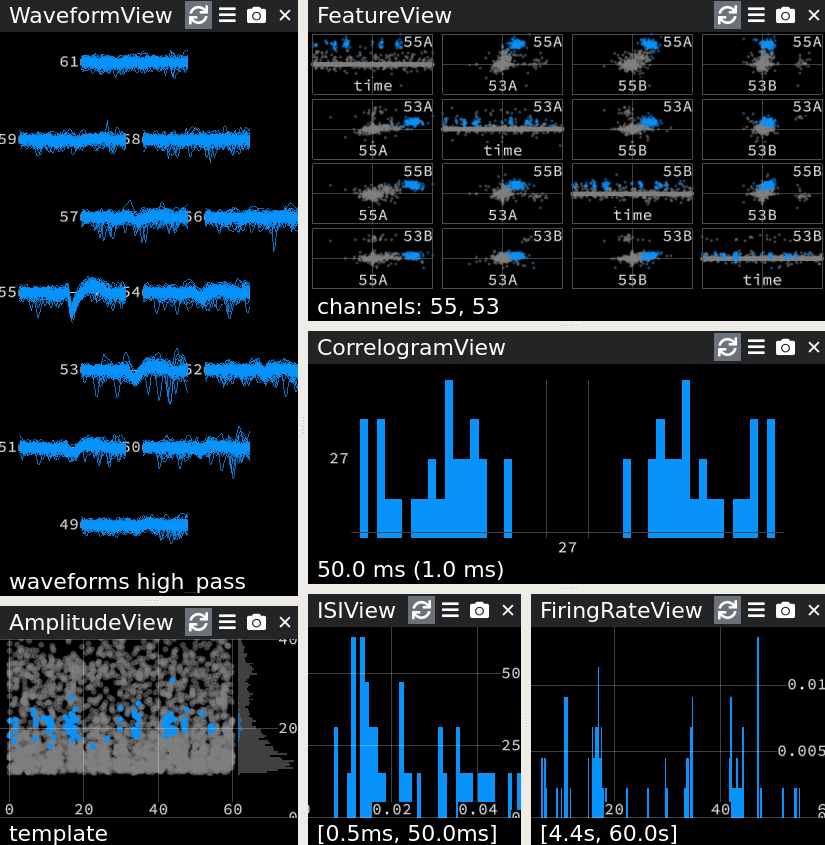 WaveformView
61
59 58
57 56
55 54
53 52
51 50
49
waveforms high_pass
FeatureView
55A 55A 55A 55A
time 53A 55B 53B
53A 53A 53A 53A
55A time 55B 53B
55B 55B 55B 55B
55A 53A time 53B
53B 53B 53B 53B
55A 53A 55B time
channels: 55, 53
CorrelogramView
27
27
50.0 ms (1.0 ms)
AmplitudeView
40
20
0
0 20 40 60
template
ISIView
50
25
0
0.02 0.04
[0.5ms, 50.0ms]
FiringRateView
0.01
0.005
20 40
[4.4s, 60.0s]